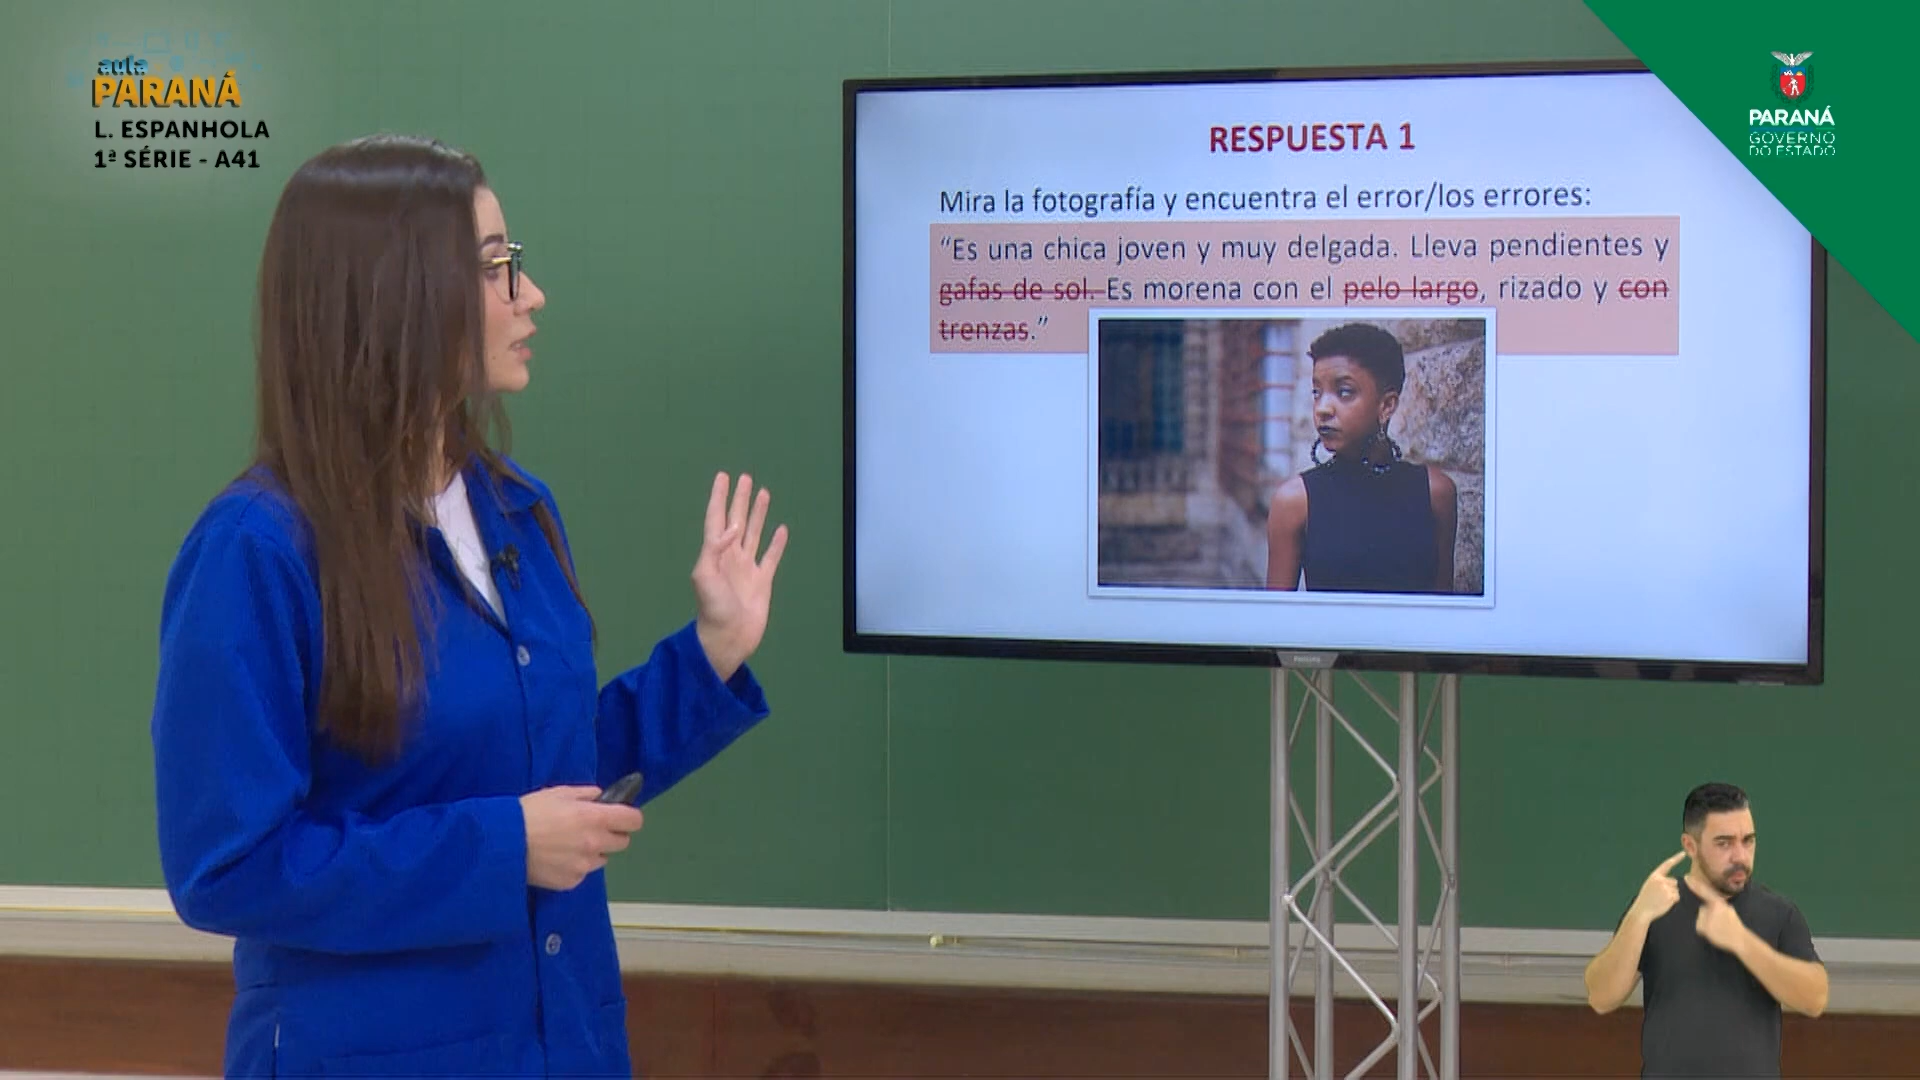 aula
PARANÁ
L. ESPANHOLA
1ª SÉRIE - A41
PARANÁ
GOVERNO
DO ESTADO
RESPUESTA 1
Mira la fotografía y encuentra el error/los errores:
“Es una chica joven y muy delgada. Lleva pendientes y
gafas de sol. Es morena con el pelo largo, rizado y con
trenzas.”
PHILIPS